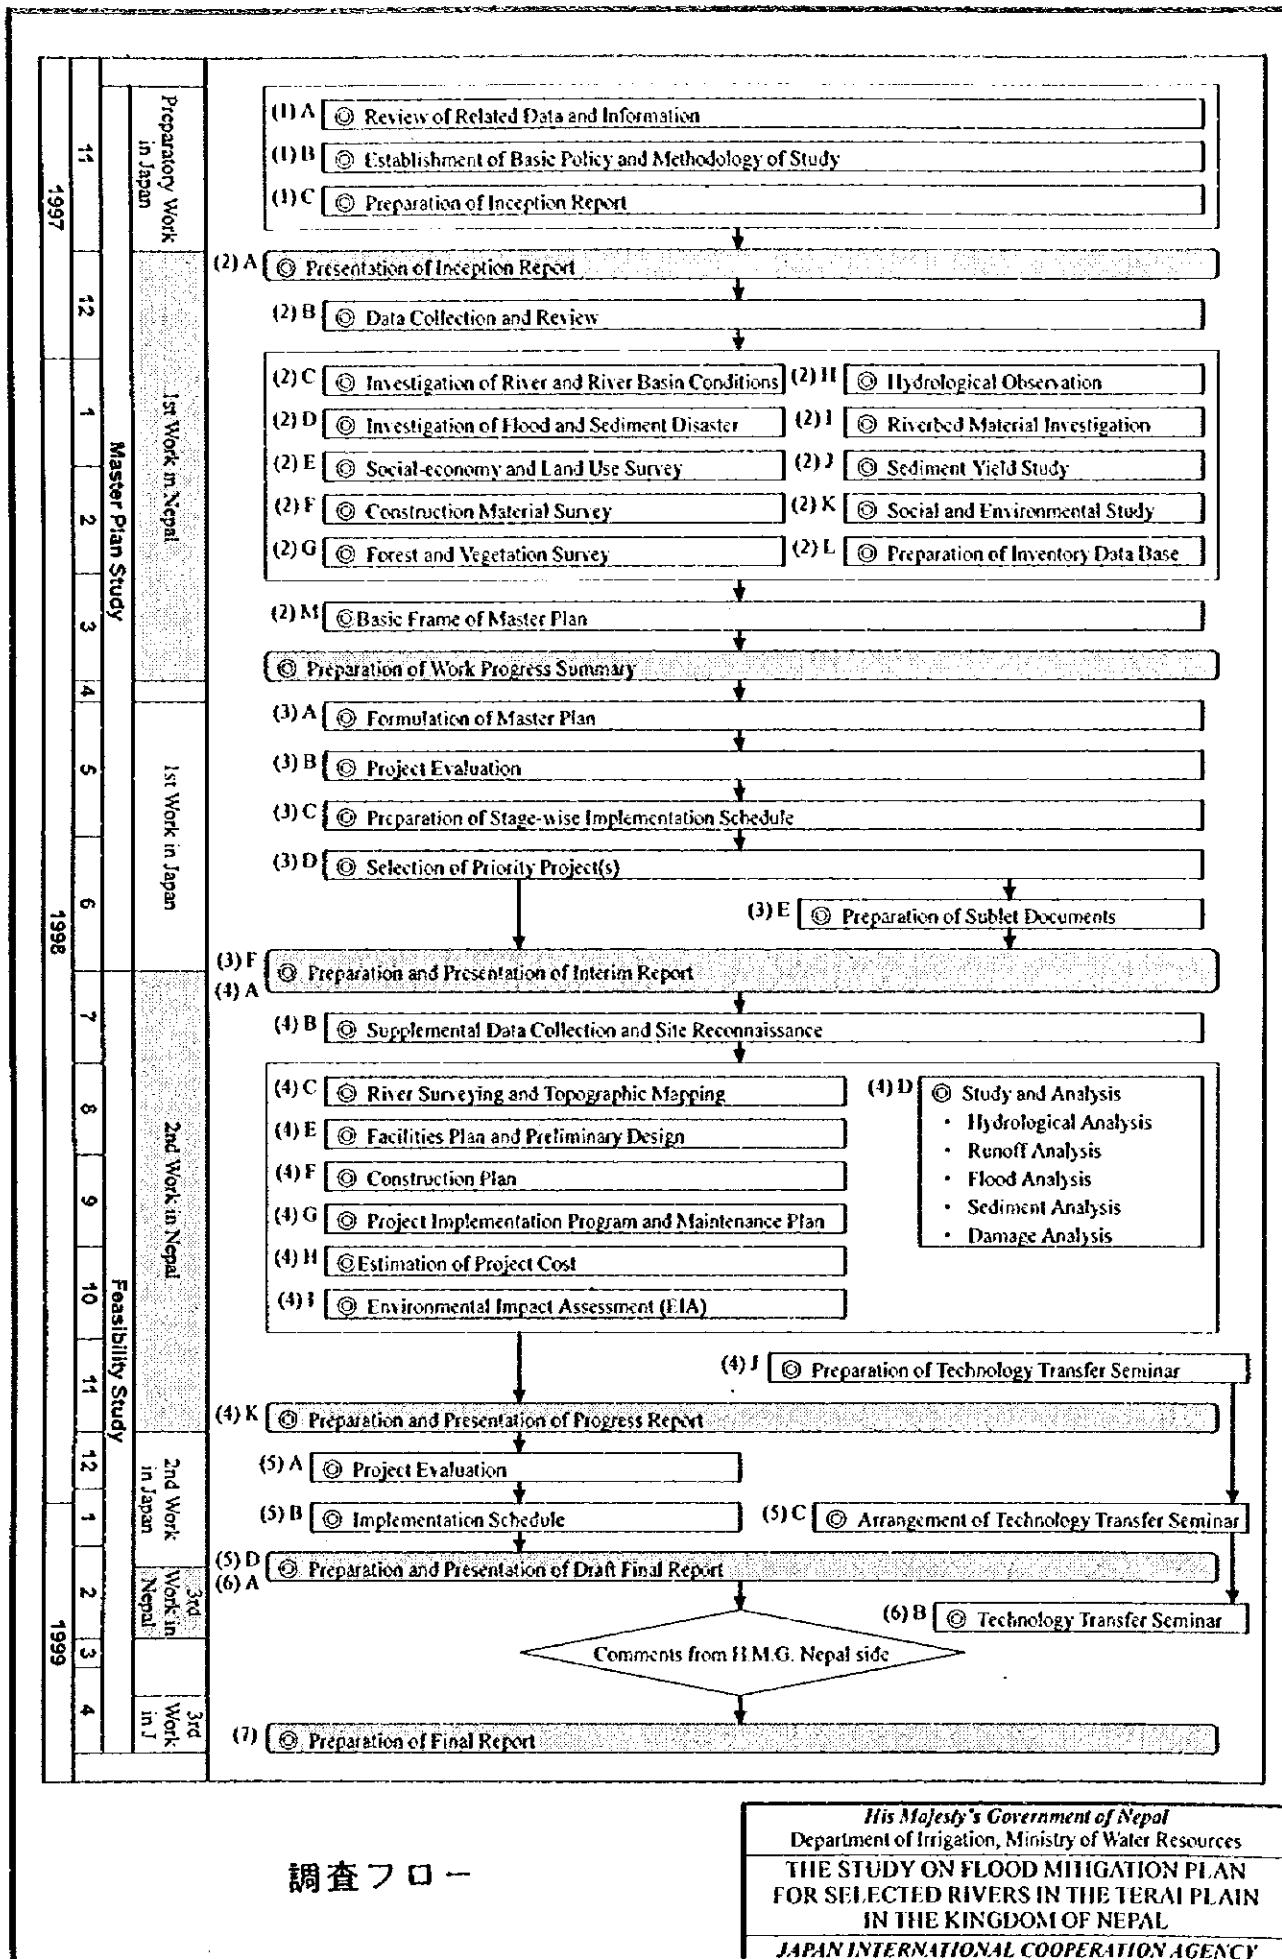 1997
1998
1999
11
12
1
2
3
4
5
6
7
8
9
10
11
12
1
2
3
4
Master Plan Study
Feasibility Study
Preparatory Work
in Japan
1st Work in Nepal
1st Work in Japan
2nd Work in Nepal
2nd Work
in Japan
3rd
Work in
Nepal
3rd
Work
in J
(1) A ◎ Review of Related Data and Information
(1) B ◎ Establishment of Basic Policy and Methodology of Study
(1) C ◎ Preparation of Inception Report
(2) A ◎ Presentation of Inception Report
(2) B ◎ Data Collection and Review
(2) C ◎ Investigation of River and River Basin Conditions
(2) D ◎ Investigation of Flood and Sediment Disaster
(2) E ◎ Social-economy and Land Use Survey
(2) F ◎ Construction Material Survey
(2) G ◎ Forest and Vegetation Survey
(2) H ◎ Hydrological Observation
(2) I ◎ Riverbed Material Investigation
(2) J ◎ Sediment Yield Study
(2) K ◎ Social and Environmental Study
(2) L ◎ Preparation of Inventory Data Base
(2) M ◎Basic Frame of Master Plan
◎ Preparation of Work Progress Summary
(3) A ◎ Formulation of Master Plan
(3) B ◎ Project Evaluation
(3) C ◎ Preparation of Stage-wise Implementation Schedule
(3) D ◎ Selection of Priority Project(s)
(3) E ◎ Preparation of Sublet Documents
(3) F
(4) A
◎ Preparation and Presentation of Interim Report
(4) B ◎ Supplemental Data Collection and Site Reconnaissance
(4) C ◎ River Surveying and Topographic Mapping
(4) E ◎ Facilities Plan and Preliminary Design
(4) F ◎ Construction Plan
(4) G ◎ Project Implementation Program and Maintenance Plan
(4) H ◎Estimation of Project Cost
(4) I ◎ Environmental Impact Assessment (EIA)
(4) D ◎ Study and Analysis
・ Hydrological Analysis
・ Runoff Analysis
・ Flood Analysis
・ Sediment Analysis
・ Damage Analysis
(4) J ◎ Preparation of Technology Transfer Seminar
(4) K ◎ Preparation and Presentation of Progress Report
(5) A ◎ Project Evaluation
(5) B ◎ Implementation Schedule
(5) C ◎ Arrangement of Technology Transfer Seminar
(5) D
(6) A
◎ Preparation and Presentation of Draft Final Report
(6) B ◎ Technology Transfer Seminar
Comments from H.M.G. Nepal side
(7) ◎ Preparation of Final Report
調査フロー
His Majesty's Government of Nepal
Department of Irrigation, Ministry of Water Resources
THE STUDY ON FLOOD MITIGATION PLAN
FOR SELECTED RIVERS IN THE TERAI PLAIN
IN THE KINGDOM OF NEPAL
JAPAN INTERNATIONAL COOPERATION AGENCY